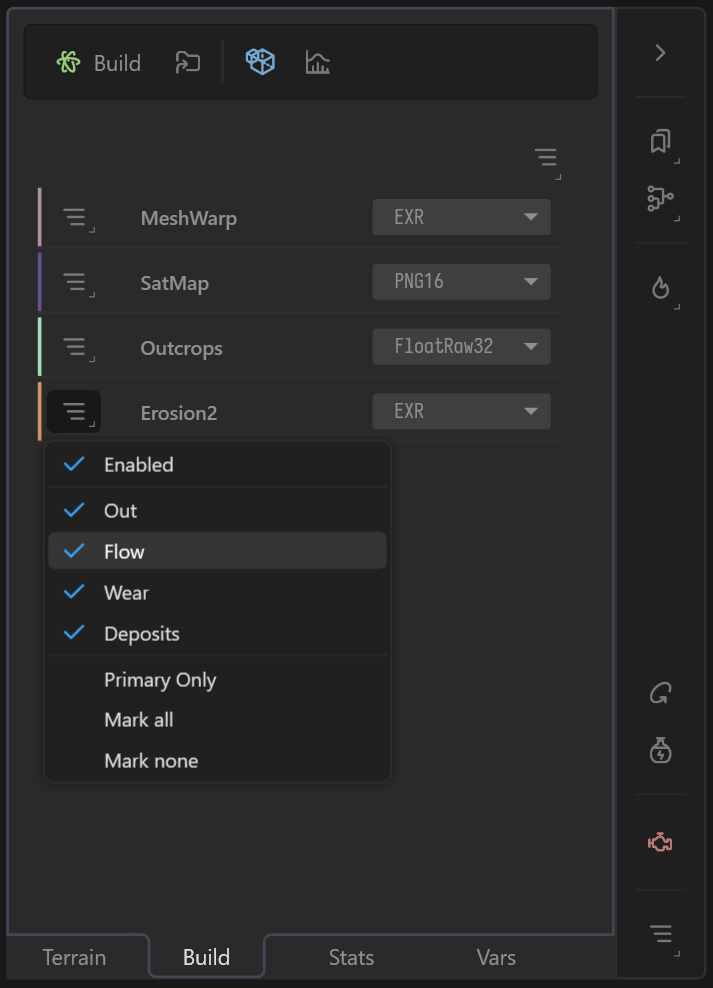 Build
MeshWarp EXR
SatMap PNG16
Outcrops FloatRaw32
Erosion2 EXR
Enabled
Out
Flow
Wear
Deposits
Primary Only
Mark all
Mark none
Terrain Build Stats Vars